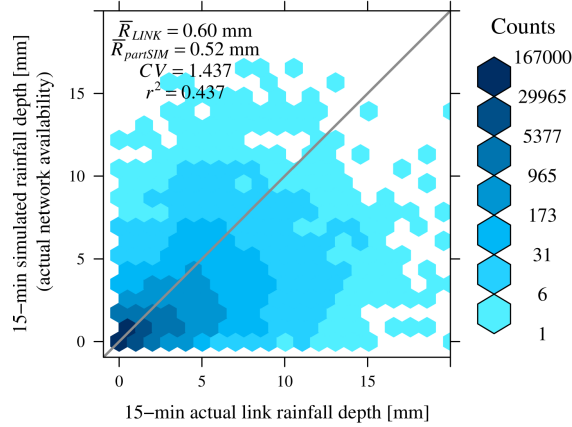 R̅LINK = 0.60 mm
R̅partSIM = 0.52 mm
CV = 1.437
r² = 0.437
15−min simulated rainfall depth [mm]
(actual network availability)
15
10
5
0
0
5
10
15
15−min actual link rainfall depth [mm]
Counts
167000
29965
5377
965
173
31
6
1